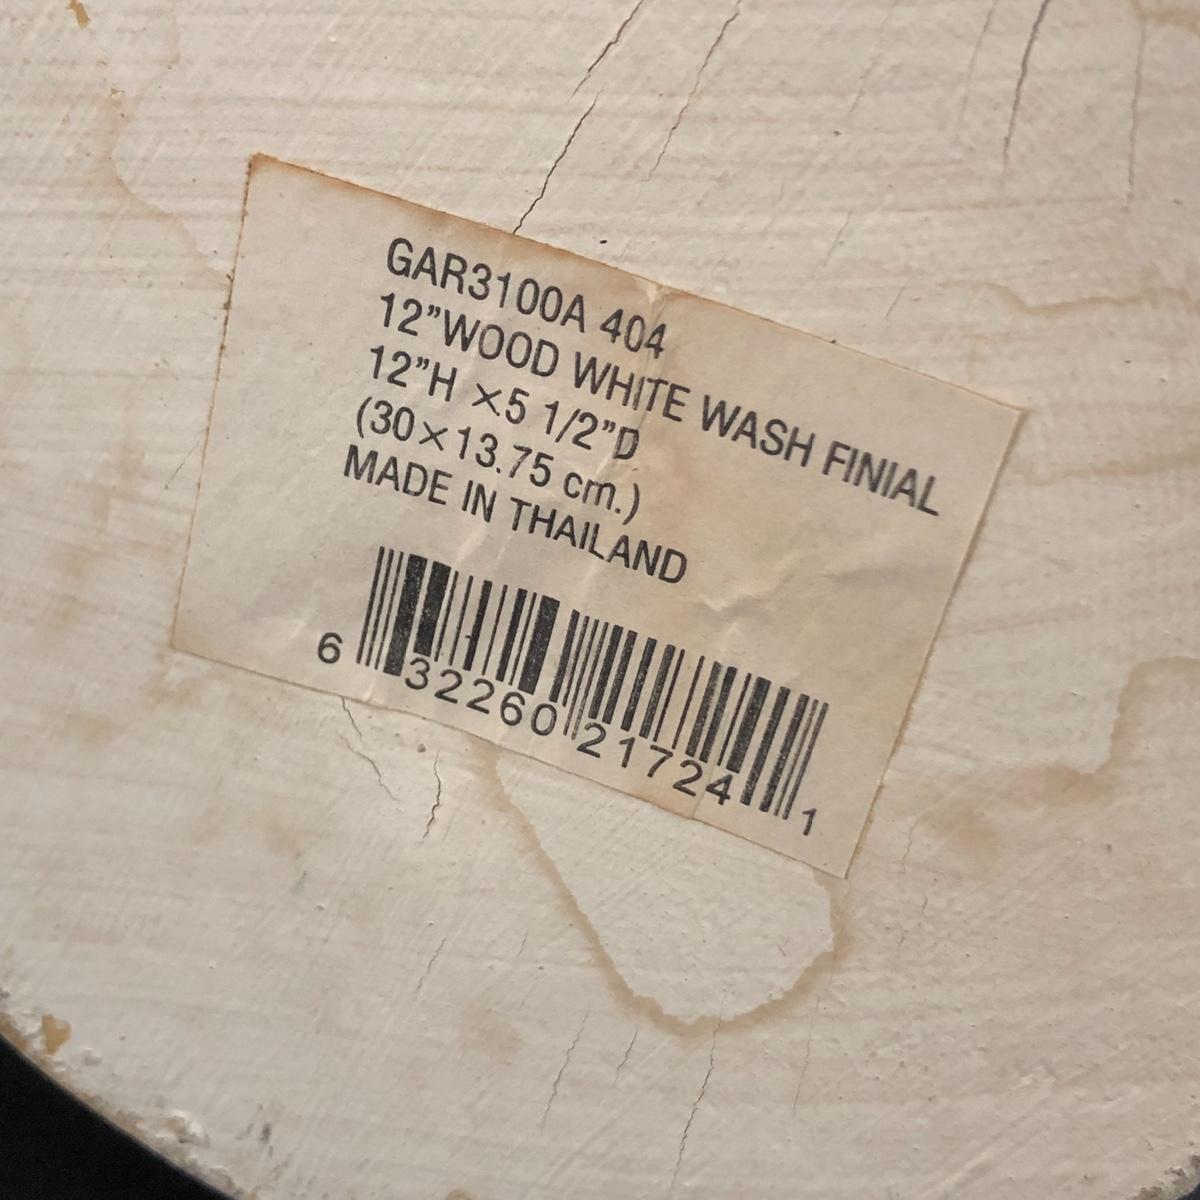 GAR3100A 404
12”WOOD WHITE WASH FINIAL
12”H ×5 1/2”D
(30×13.75 cm.)
MADE IN THAILAND
6 32260 21724 1